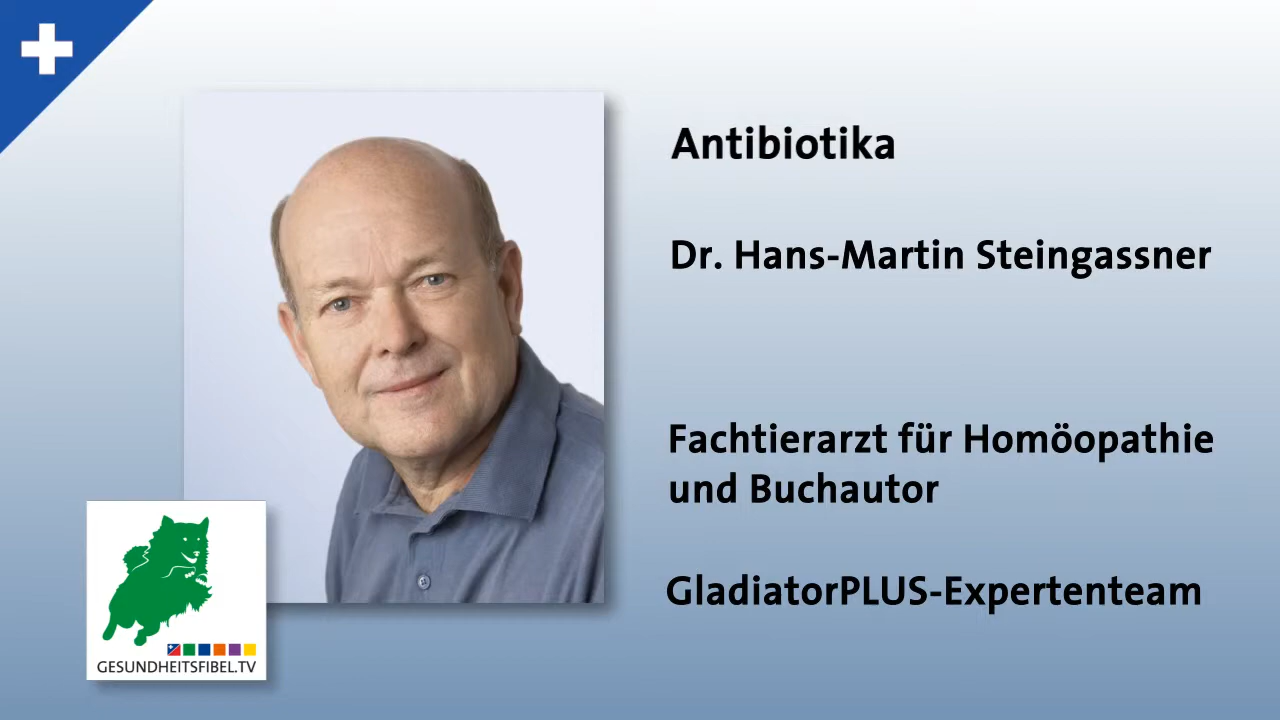 Antibiotika
Dr. Hans-Martin Steingassner
Fachtierarzt für Homöopathie
und Buchautor
GladiatorPLUS-Expertenteam
GESUNDHEITSFIBEL.TV